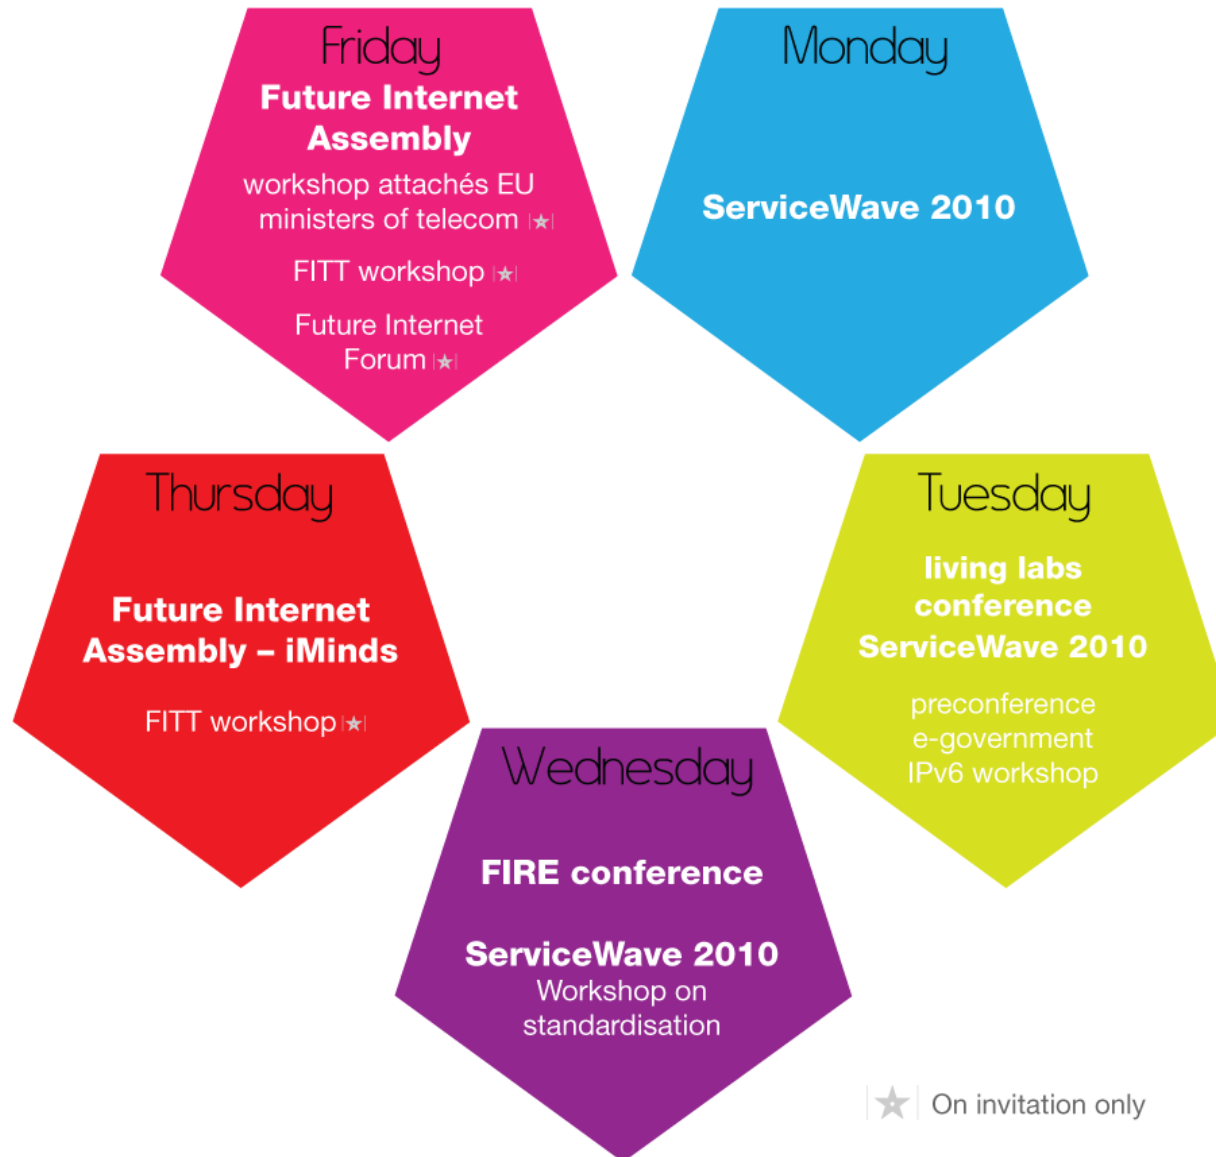 Friday
Future Internet
Assembly
workshop attachés EU
ministers of telecom
FITT workshop
Future Internet
Forum
Monday
ServiceWave 2010
Thursday
Future Internet
Assembly – iMinds
FITT workshop
Tuesday
living labs
conference
ServiceWave 2010
preconference
e-government
IPv6 workshop
Wednesday
FIRE conference
ServiceWave 2010
Workshop on
standardisation
On invitation only